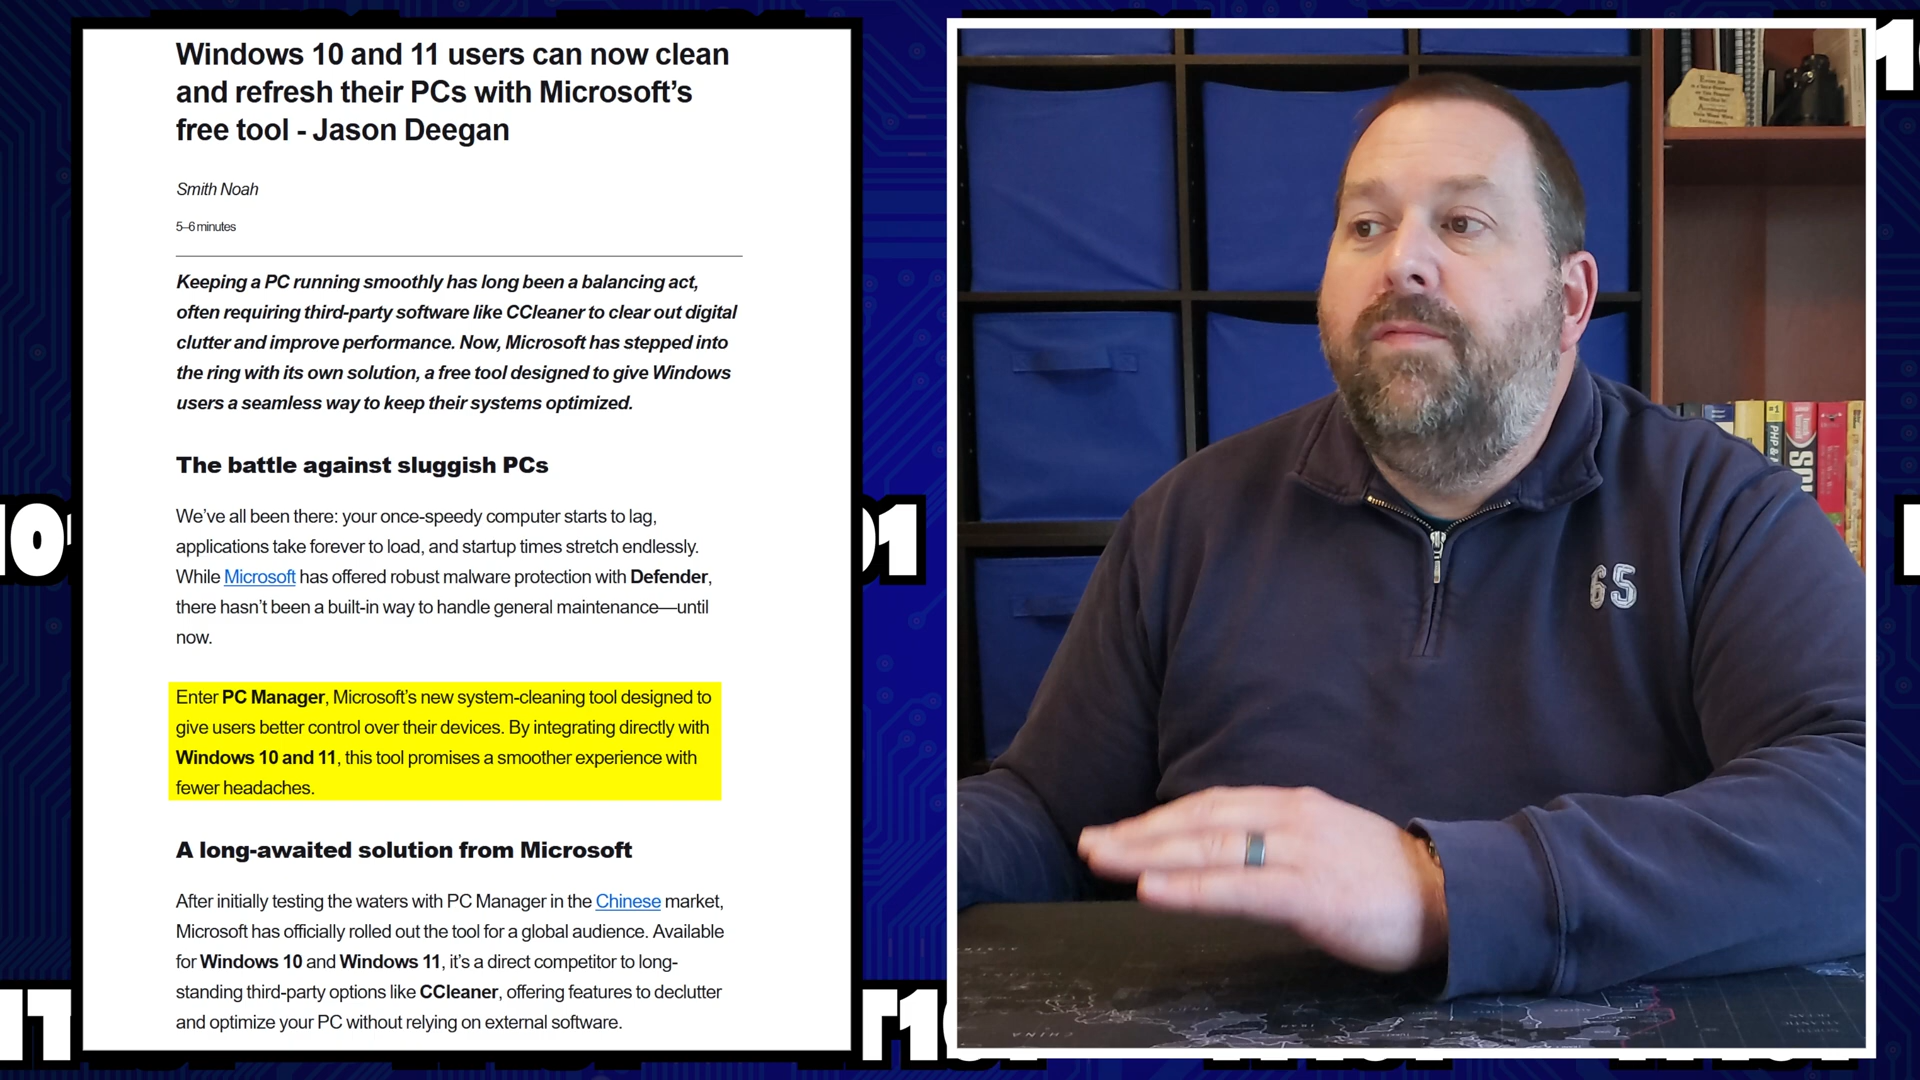 Windows 10 and 11 users can now clean
and refresh their PCs with Microsoft's
free tool - Jason Deegan
Smith Noah
5–6 minutes
Keeping a PC running smoothly has long been a balancing act,
often requiring third-party software like CCleaner to clear out digital
clutter and improve performance. Now, Microsoft has stepped into
the ring with its own solution, a free tool designed to give Windows
users a seamless way to keep their systems optimized.
The battle against sluggish PCs
We've all been there: your once-speedy computer starts to lag,
applications take forever to load, and startup times stretch endlessly.
While Microsoft has offered robust malware protection with Defender,
there hasn't been a built-in way to handle general maintenance—until
now.
Enter PC Manager, Microsoft's new system-cleaning tool designed to
give users better control over their devices. By integrating directly with
Windows 10 and 11, this tool promises a smoother experience with
fewer headaches.
A long-awaited solution from Microsoft
After initially testing the waters with PC Manager in the Chinese market,
Microsoft has officially rolled out the tool for a global audience. Available
for Windows 10 and Windows 11, it's a direct competitor to long-
standing third-party options like CCleaner, offering features to declutter
and optimize your PC without relying on external software.
65
#1
PHP &
CHINA